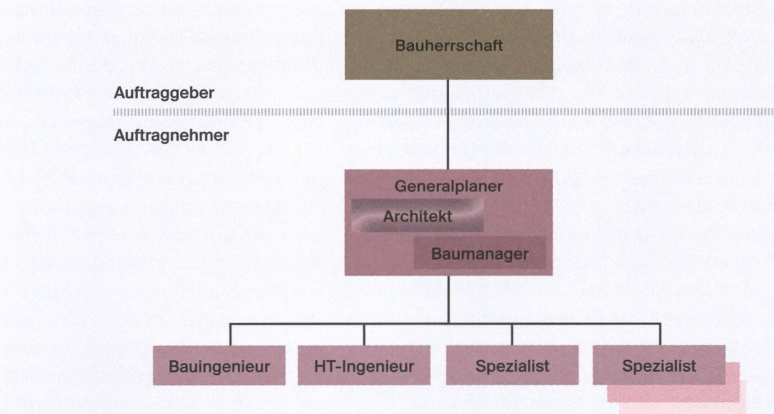 Bauherrschaft
Auftraggeber
Auftragnehmer
Generalplaner
Architekt
Baumanager
Bauingenieur HT-Ingenieur Spezialist Spezialist